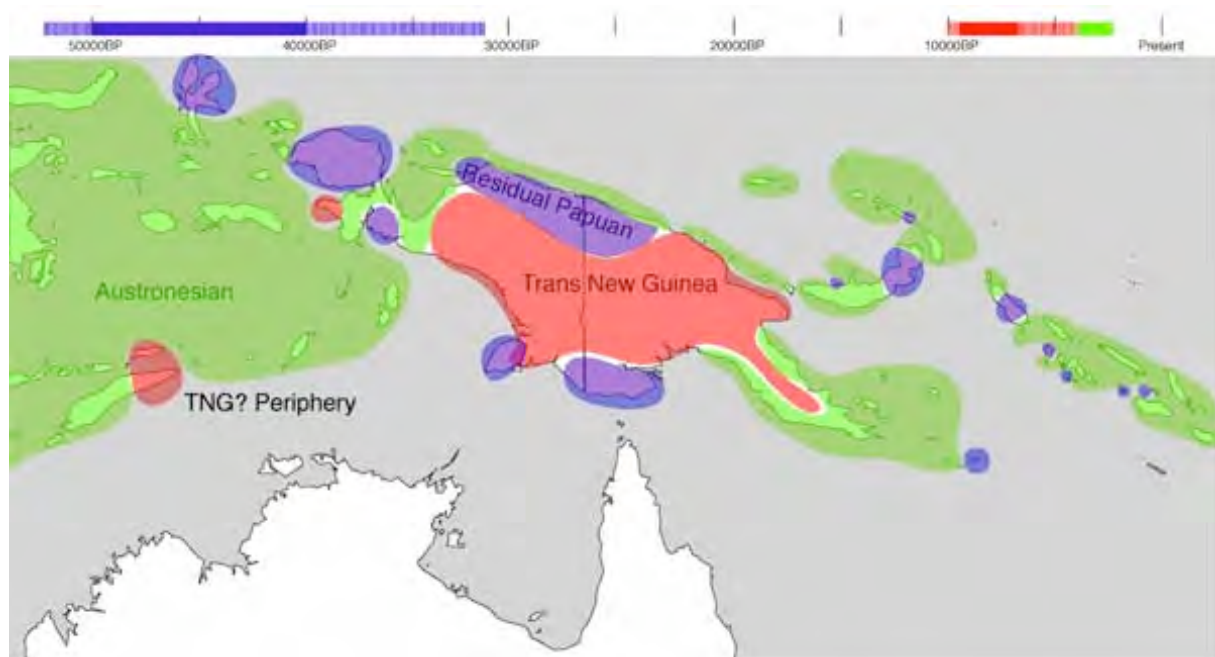 50000BP 40000BP 30000BP 20000BP 10000BP Present
Residual Papuan
Trans New Guinea
Austronesian
TNG? Periphery